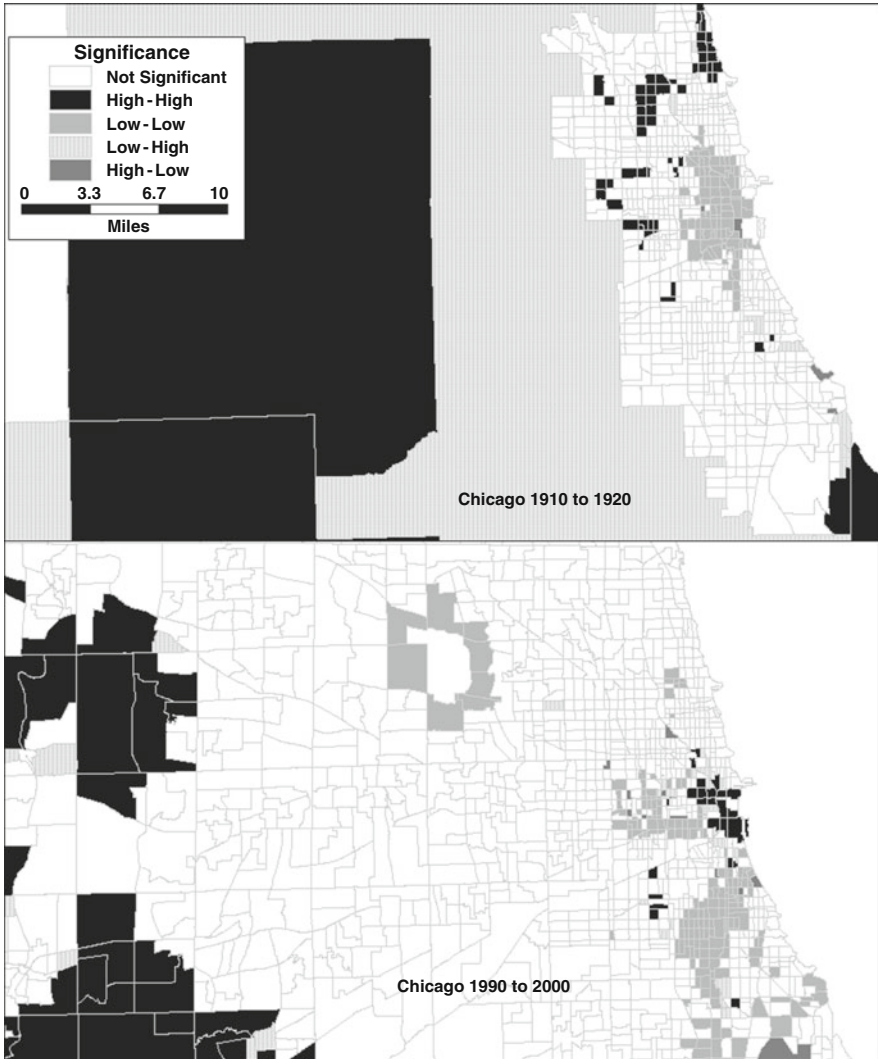 Significance
Not Significant
High-High
Low-Low
Low-High
High-Low
0 3.3 6.7 10
Miles
Chicago 1910 to 1920
Chicago 1990 to 2000